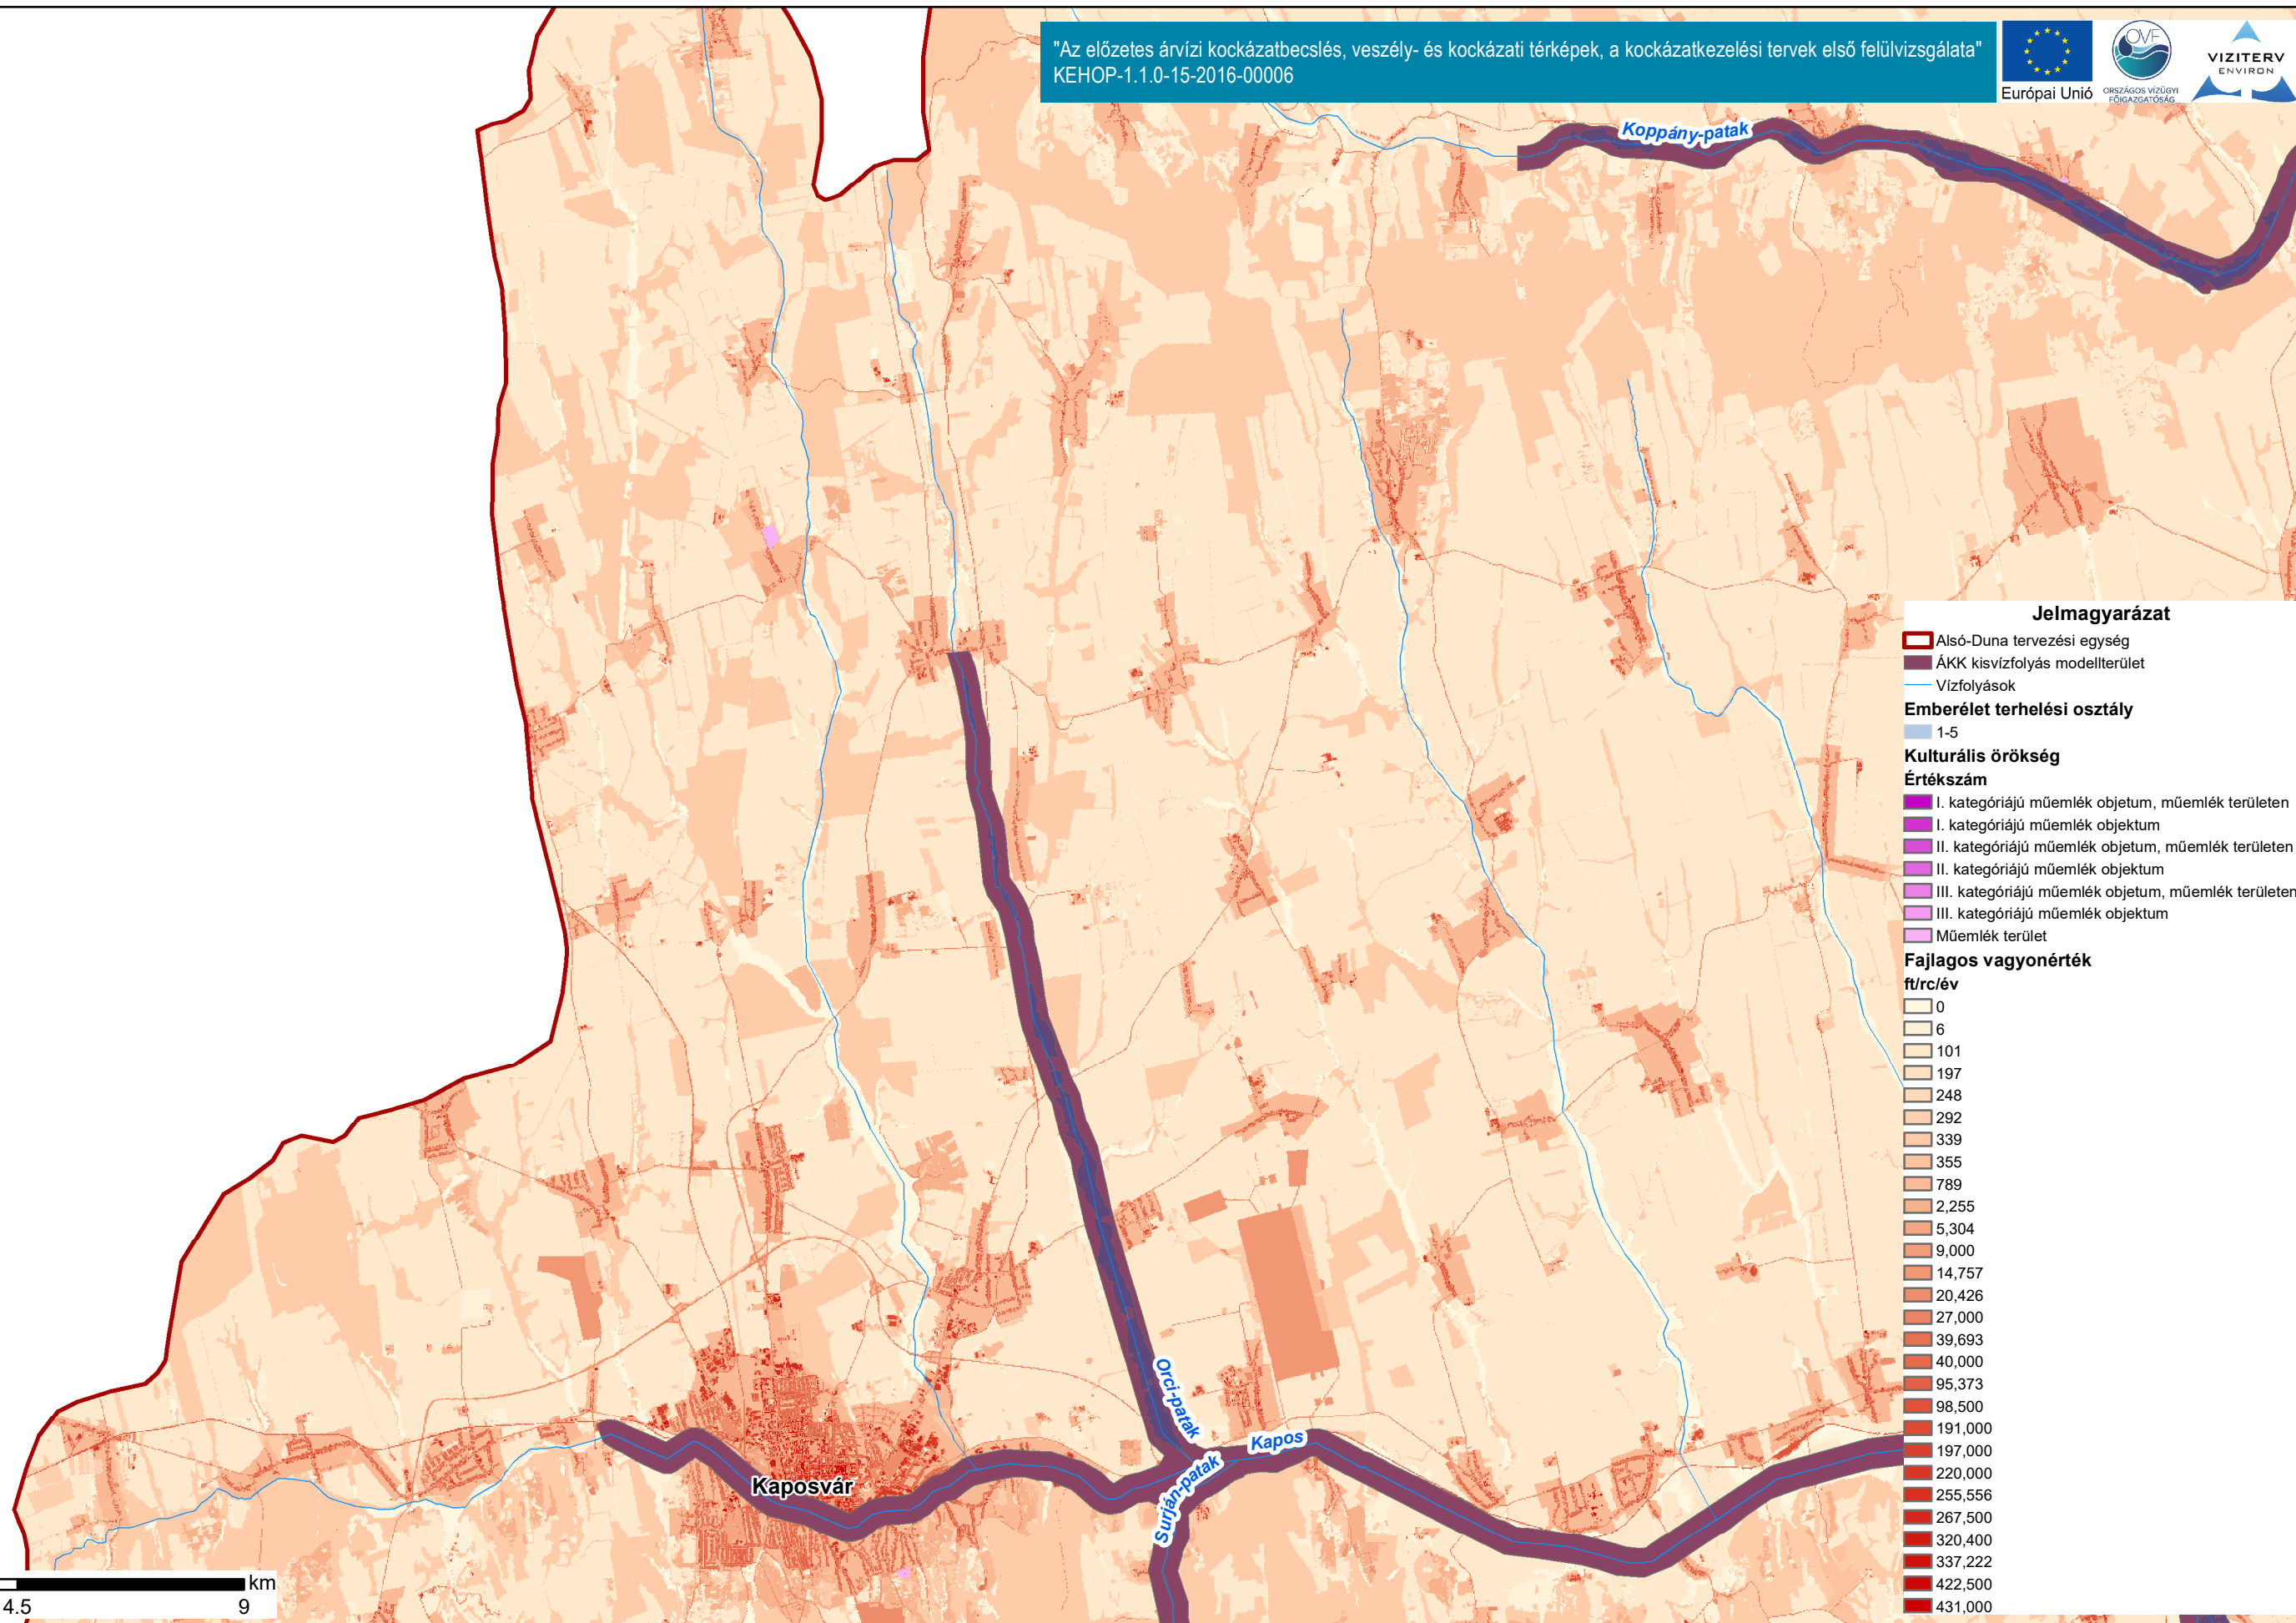 "Az előzetes árvízi kockázatbecslés, veszély- és kockázati térképek, a kockázatkezelési tervek első felülvizsgálata"
KEHOP-1.1.0-15-2016-00006
Európai Unió
OVF
ORSZÁGOS VÍZÜGYI
FŐIGAZGATÓSÁG
VIZITERV
ENVIRON
Koppány-patak
Orci-patak
Kapos
Surján-patak
Kaposvár
Jelmagyarázat
Alsó-Duna tervezési egység
ÁKK kisvízfolyás modellterület
Vízfolyások
Emberélet terhelési osztály
1-5
Kulturális örökség
Értékszám
I. kategóriájú műemlék objetum, műemlék területen
I. kategóriájú műemlék objektum
II. kategóriájú műemlék objetum, műemlék területen
II. kategóriájú műemlék objektum
III. kategóriájú műemlék objetum, műemlék területen
III. kategóriájú műemlék objektum
Műemlék terület
Fajlagos vagyonérték
ft/rc/év
0
6
101
197
248
292
339
355
789
2,255
5,304
9,000
14,757
20,426
27,000
39,693
40,000
95,373
98,500
191,000
197,000
220,000
255,556
267,500
320,400
337,222
422,500
431,000
km
4.5 9